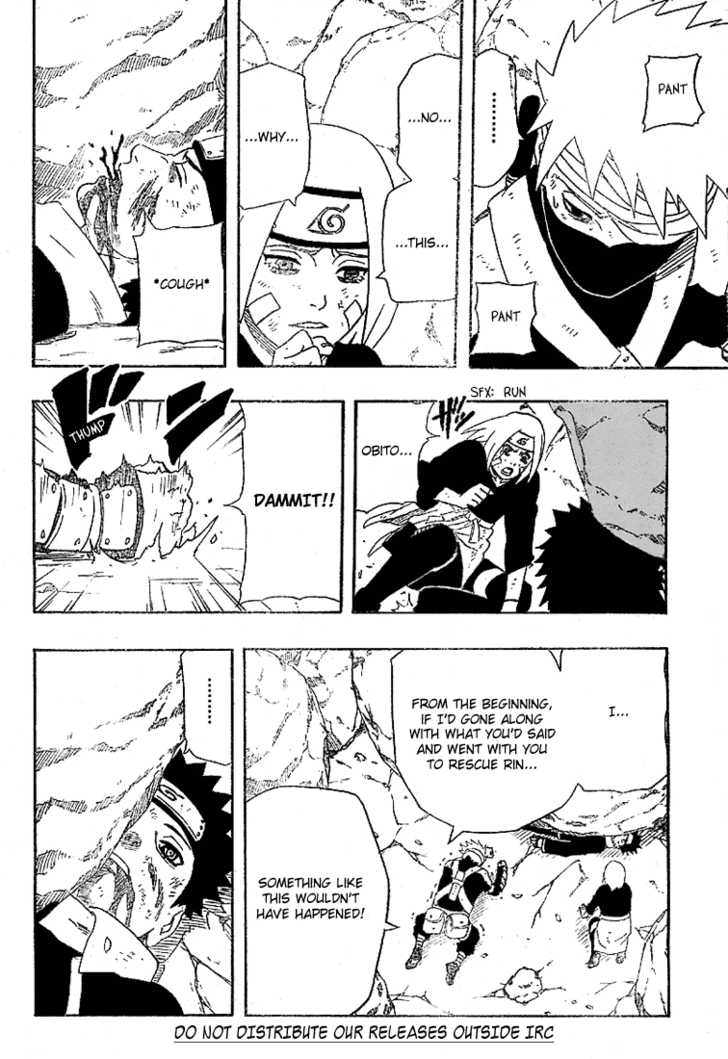 PANT
.........
PANT
...NO...
...THIS...
...WHY...
*COUGH*
SFX: RUN
OBITO...
DAMMIT!!
THUMP
I...
FROM THE BEGINNING,
IF I'D GONE ALONG
WITH WHAT YOU'D SAID
AND WENT WITH YOU
TO RESCUE RIN...
SOMETHING LIKE
THIS WOULDN'T
HAVE HAPPENED!
.........
DO NOT DISTRIBUTE OUR RELEASES OUTSIDE IRC